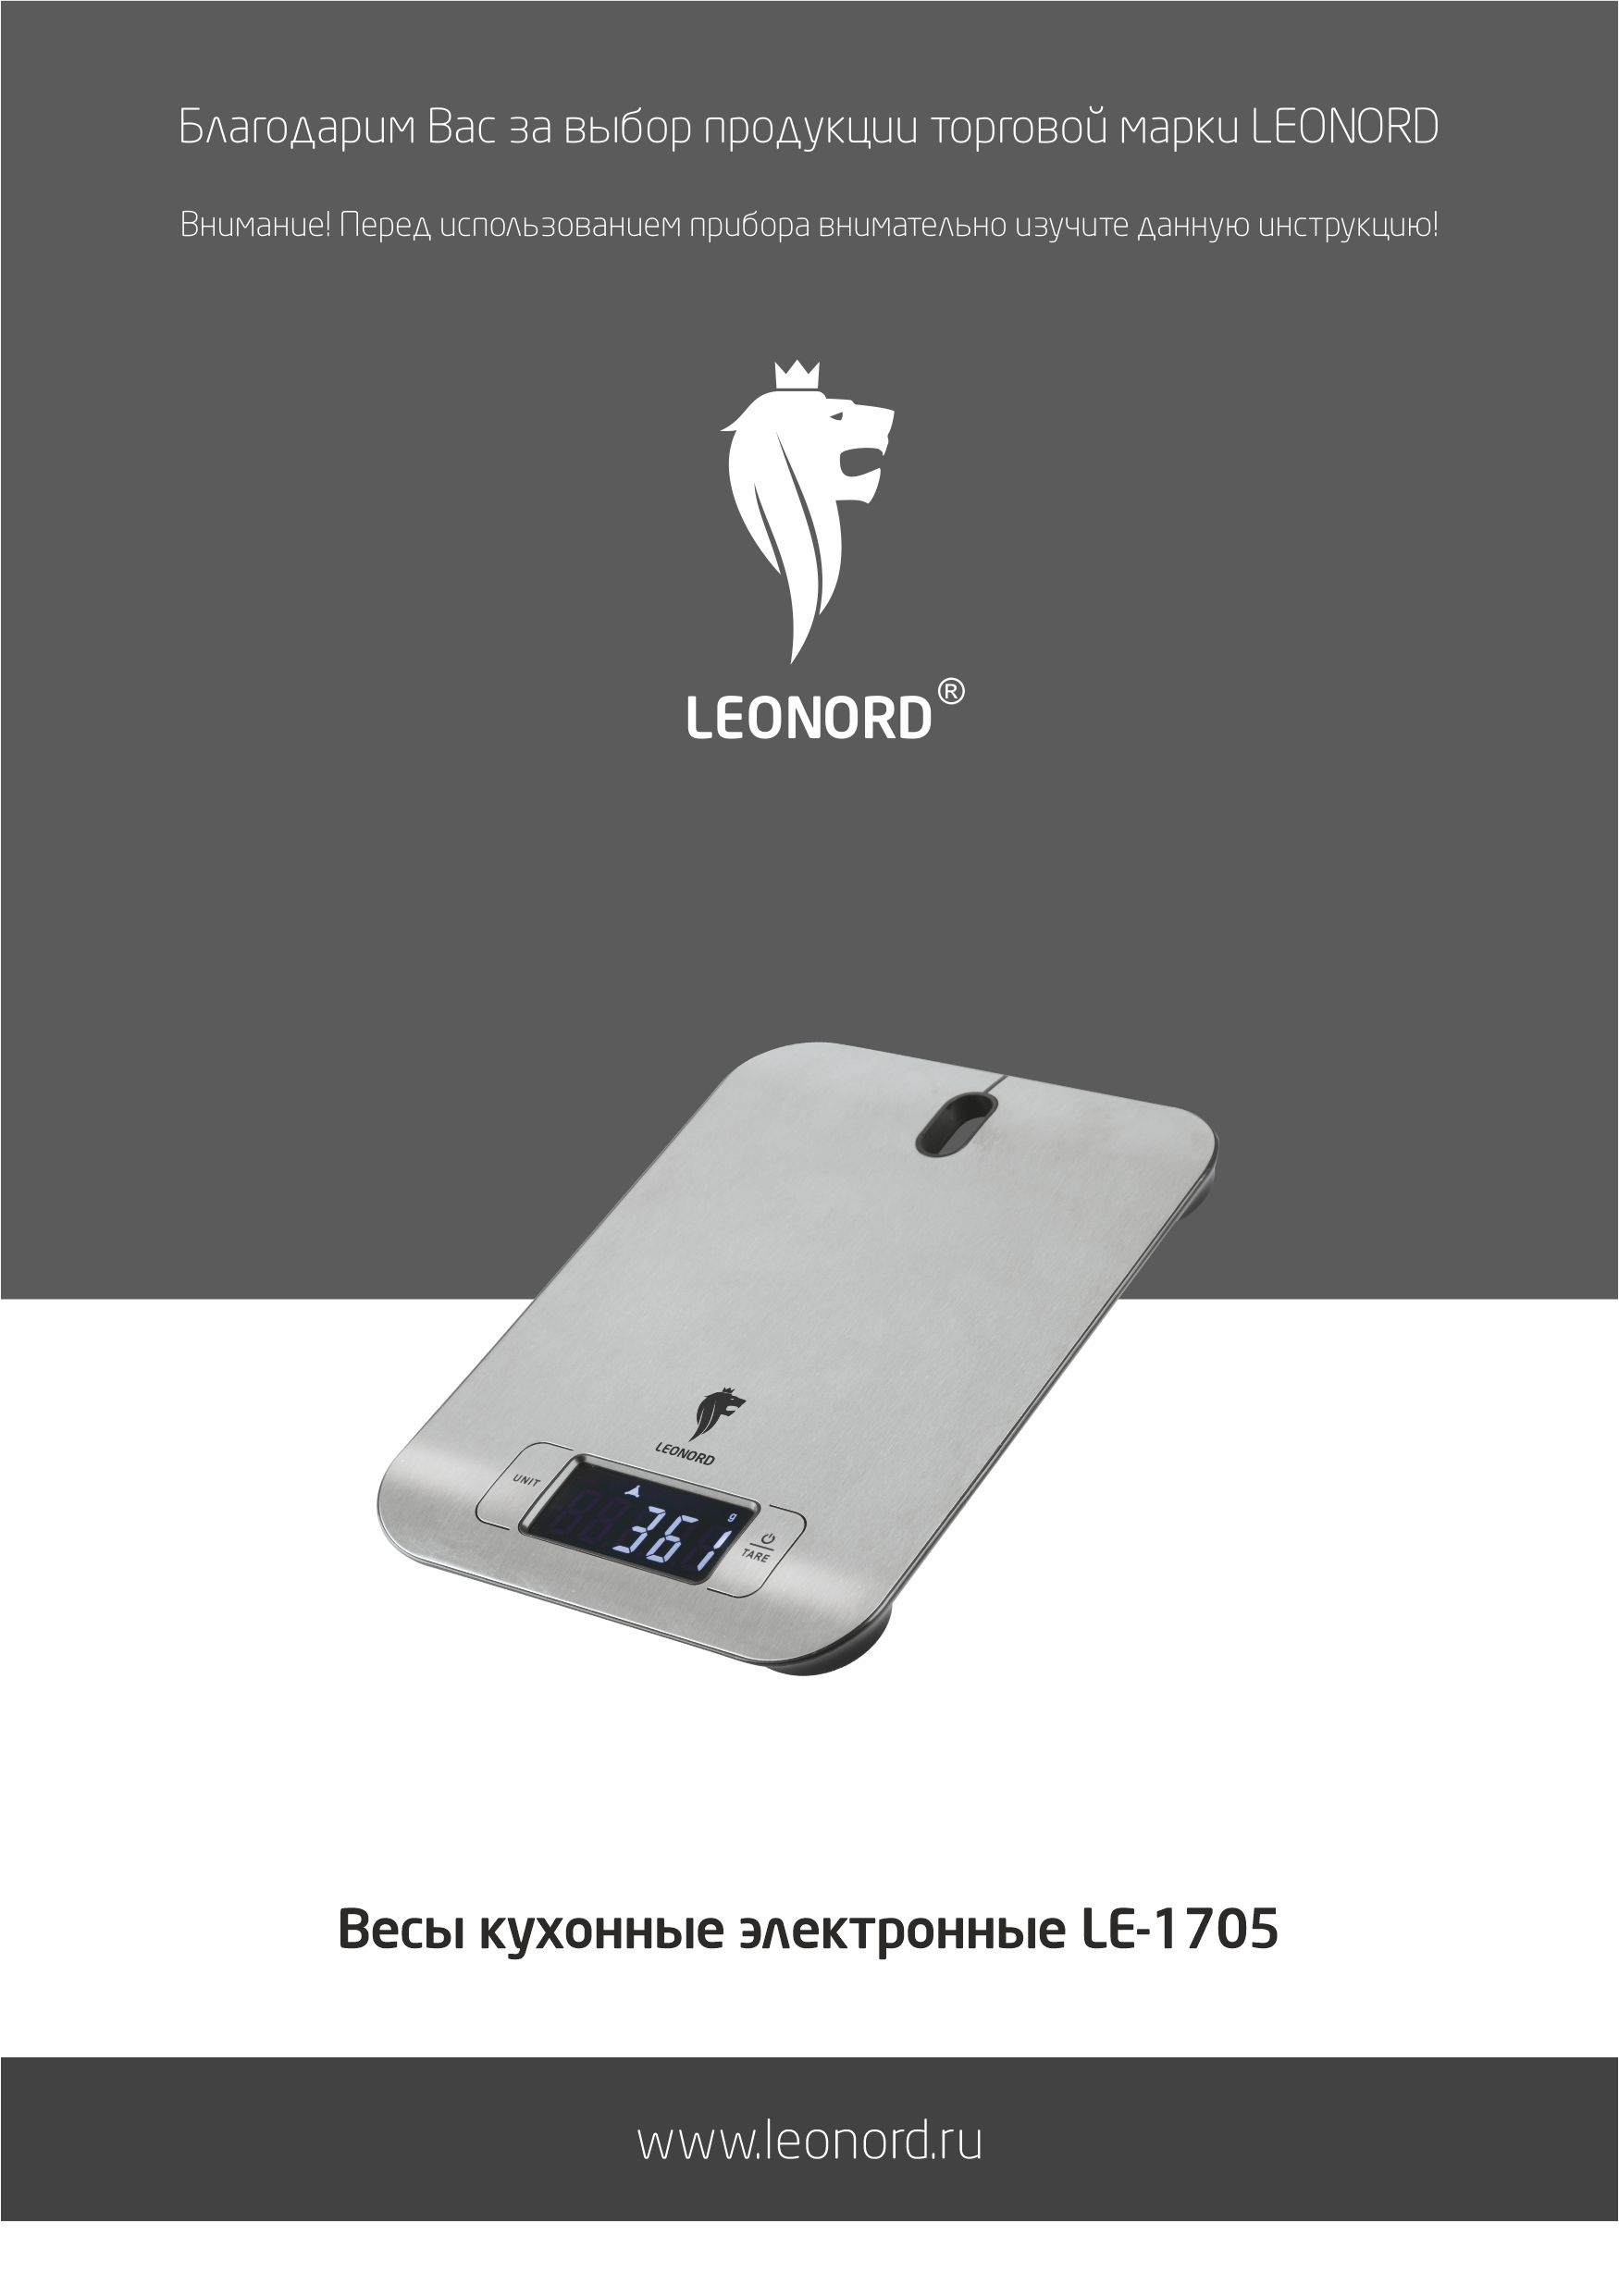 Благодарим Вас за выбор продукции торговой марки LEONORD
Внимание! Перед использованием прибора внимательно изучите данную инструкцию!
LEONORD®
LEONORD
UNIT
361 g
TARE
Весы кухонные электронные LE-1705
www.leonord.ru